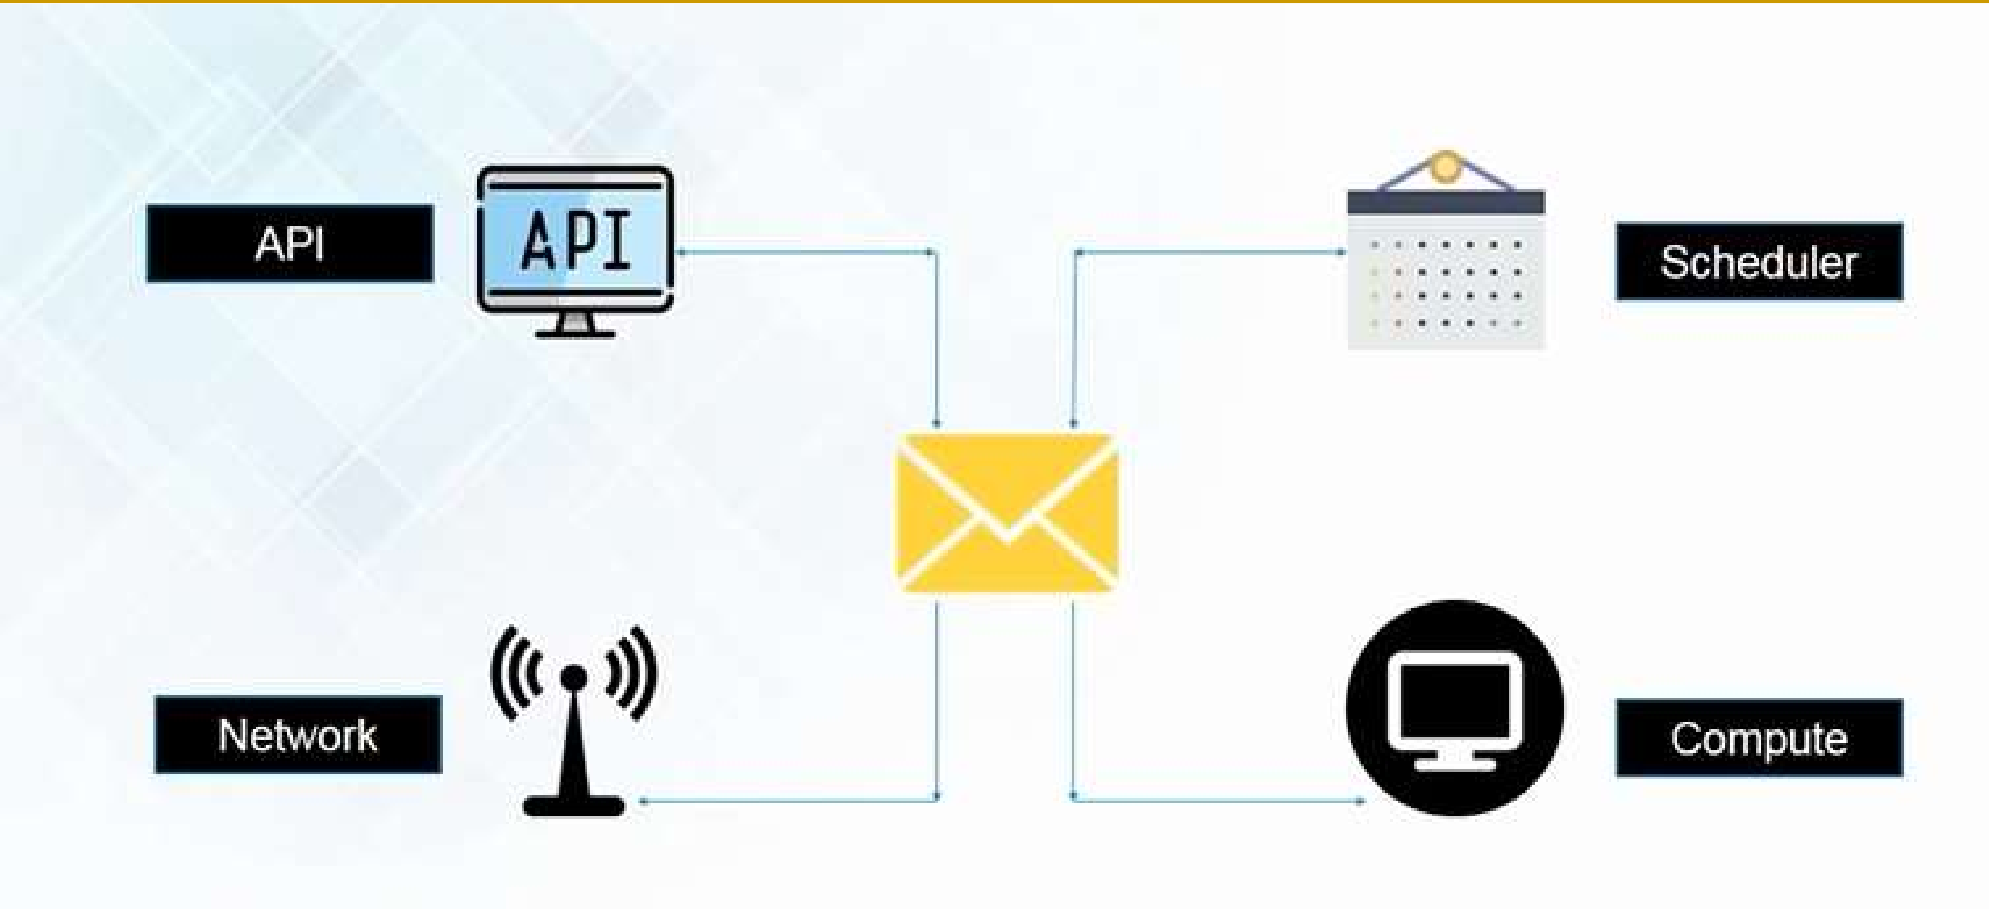 API
API
Scheduler
Network
Compute